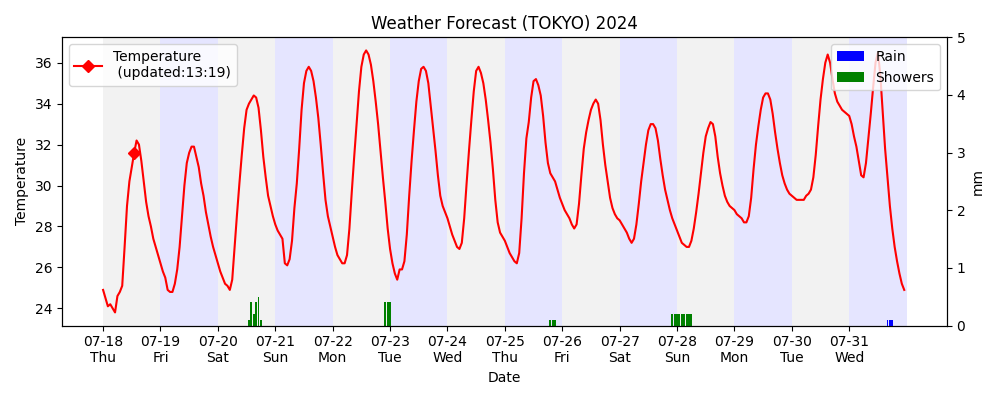 Weather Forecast (TOKYO) 2024
Temperature
(updated:13:19)
Rain
Showers
Temperature
36
34
32
30
28
26
24
5
4
3
2
1
0
mm
07-18 07-19 07-20 07-21 07-22 07-23 07-24 07-25 07-26 07-27 07-28 07-29 07-30 07-31
Thu Fri Sat Sun Mon Tue Wed Thu Fri Sat Sun Mon Tue Wed
Date